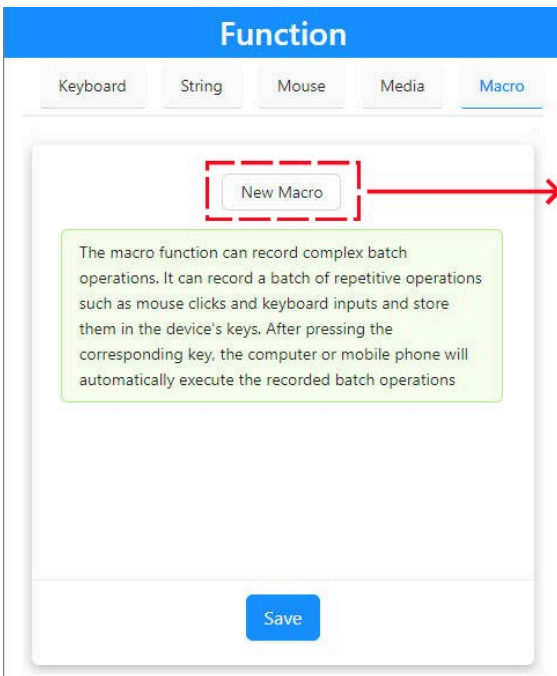 Function
Keyboard String Mouse Media Macro
New Macro
The macro function can record complex batch
operations. It can record a batch of repetitive operations
such as mouse clicks and keyboard inputs and store
them in the device's keys. After pressing the
corresponding key, the computer or mobile phone will
automatically execute the recorded batch operations
Save